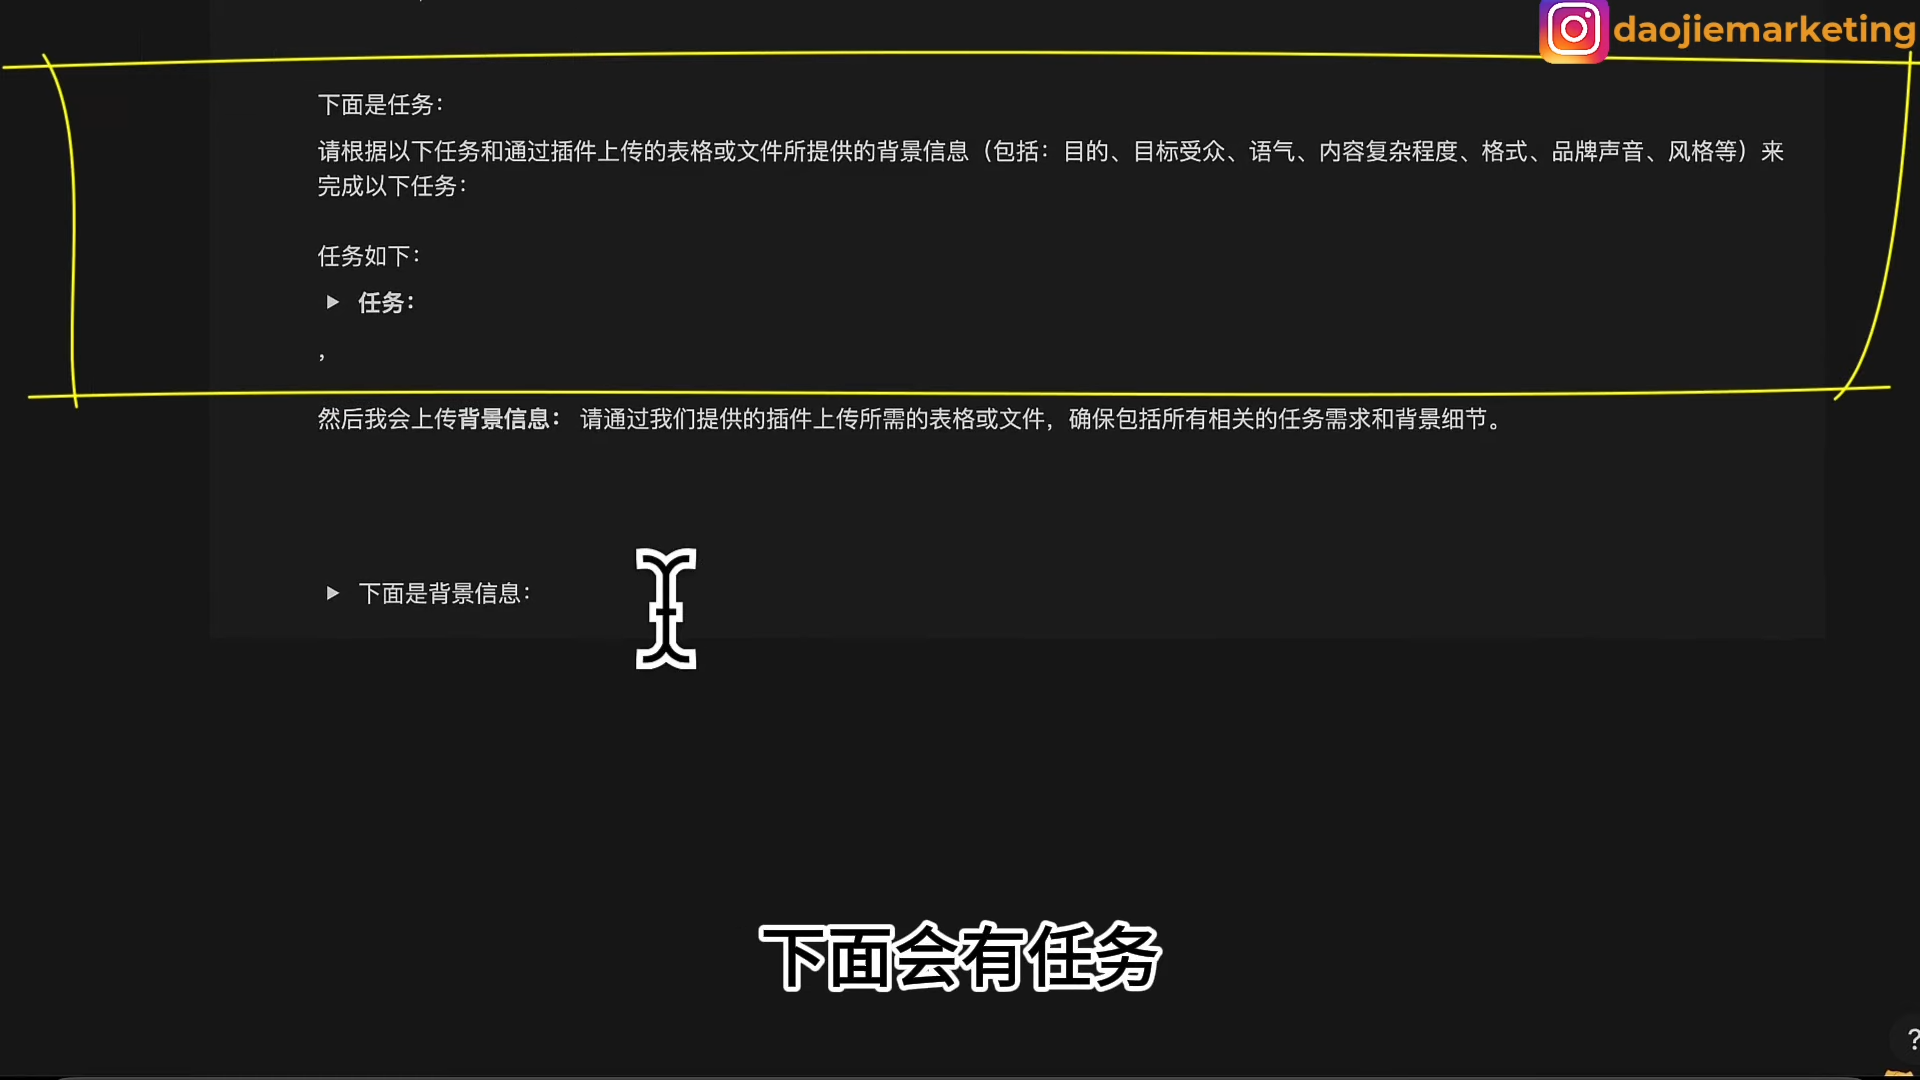 daojiemarketing
下面是任务：
请根据以下任务和通过插件上传的表格或文件所提供的背景信息（包括：目的、目标受众、语气、内容复杂程度、格式、品牌声音、风格等）来
完成以下任务：
任务如下：
▶ 任务：
，
然后我会上传背景信息： 请通过我们提供的插件上传所需的表格或文件，确保包括所有相关的任务需求和背景细节。
▶ 下面是背景信息：
下面会有任务
?